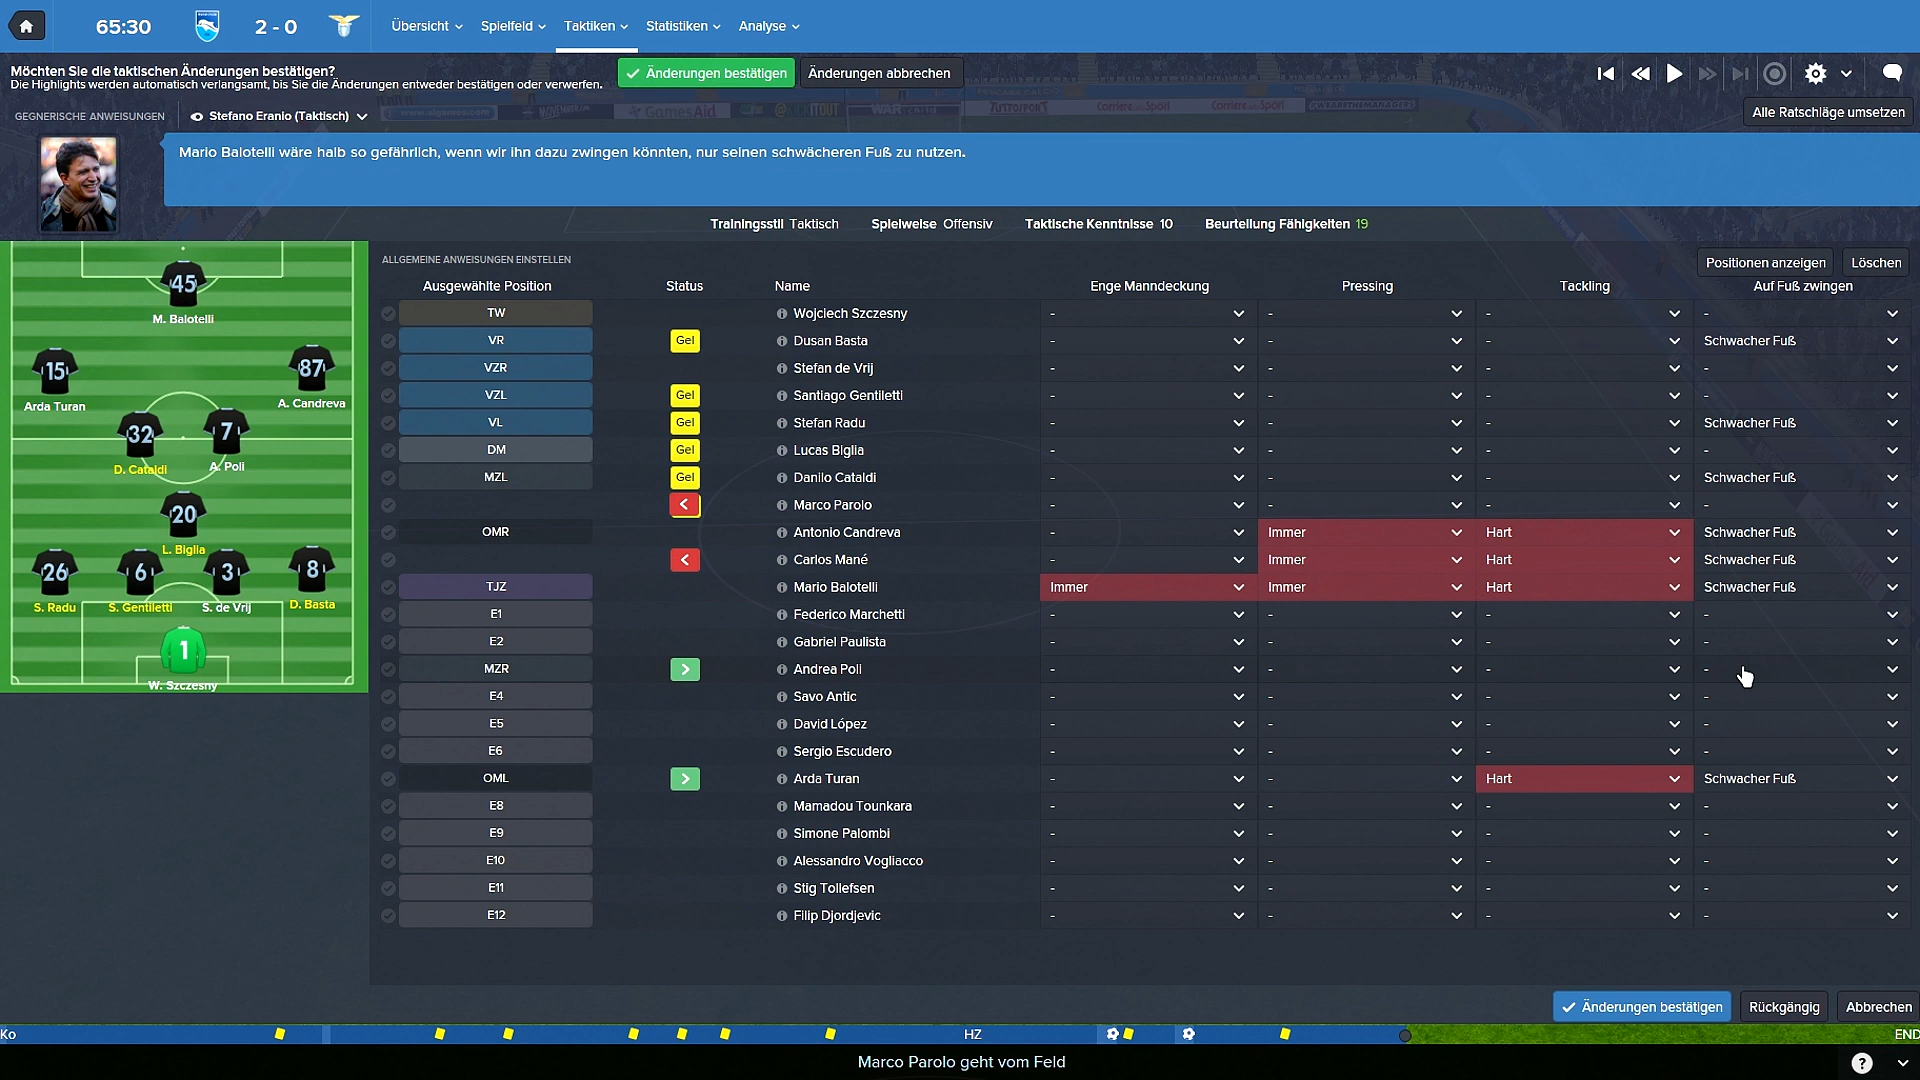 65:30 2 - 0 Übersicht Spielfeld Taktiken Statistiken Analyse
Möchten Sie die taktischen Änderungen bestätigen?
Die Highlights werden automatisch verlangsamt, bis Sie die Änderungen entweder bestätigen oder verwerfen.
Änderungen bestätigen Änderungen abbrechen
GEGNERISCHE ANWEISUNGEN Stefano Eranio (Taktisch) Alle Ratschläge umsetzen
Mario Balotelli wäre halb so gefährlich, wenn wir ihn dazu zwingen könnten, nur seinen schwächeren Fuß zu nutzen.
Trainingsstil Taktisch Spielweise Offensiv Taktische Kenntnisse 10 Beurteilung Fähigkeiten 19
45
M. Balotelli
15 87
Arda Turan A. Candreva
32 7
D. Cataldi A. Poli
20
L. Biglia
26 6 3 8
S. Radu S. Gentiletti S. de Vrij D. Basta
1
W. Szczesny
ALLGEMEINE ANWEISUNGEN EINSTELLEN Positionen anzeigen Löschen
Ausgewählte Position Status Name Enge Manndeckung Pressing Tackling Auf Fuß zwingen
TW Wojciech Szczesny - - - -
VR Gel Dusan Basta - - - Schwacher Fuß
VZR Stefan de Vrij - - - -
VZL Gel Santiago Gentiletti - - - -
VL Gel Stefan Radu - - - Schwacher Fuß
DM Gel Lucas Biglia - - - -
MZL Gel Danilo Cataldi - - - Schwacher Fuß
Marco Parolo - - - -
OMR Antonio Candreva - Immer Hart Schwacher Fuß
Carlos Mané - Immer Hart Schwacher Fuß
TJZ Mario Balotelli Immer Immer Hart Schwacher Fuß
E1 Federico Marchetti - - - -
E2 Gabriel Paulista - - - -
MZR Andrea Poli - - - -
E4 Savo Antic - - - -
E5 David López - - - -
E6 Sergio Escudero - - - -
OML Arda Turan - - Hart Schwacher Fuß
E8 Mamadou Tounkara - - - -
E9 Simone Palombi - - - -
E10 Alessandro Vogliacco - - - -
E11 Stig Tollefsen - - - -
E12 Filip Djordjevic - - - -
Änderungen bestätigen Rückgängig Abbrechen
Ko HZ END
Marco Parolo geht vom Feld
?